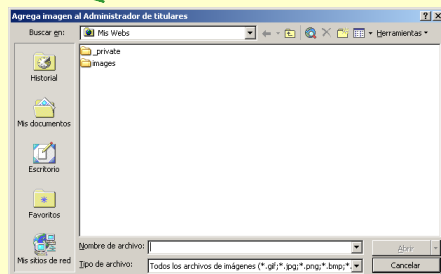 Agrega imagen al Administrador de titulares
Buscar en: Mis Webs Herramientas
_private
images
Historial
Mis documentos
Escritorio
Favoritos
Mis sitios de red
Nombre de archivo: Abrir
Tipo de archivo: Todos los archivos de imágenes (*.gif;*.jpg;*.png;*.bmp;*. Cancelar